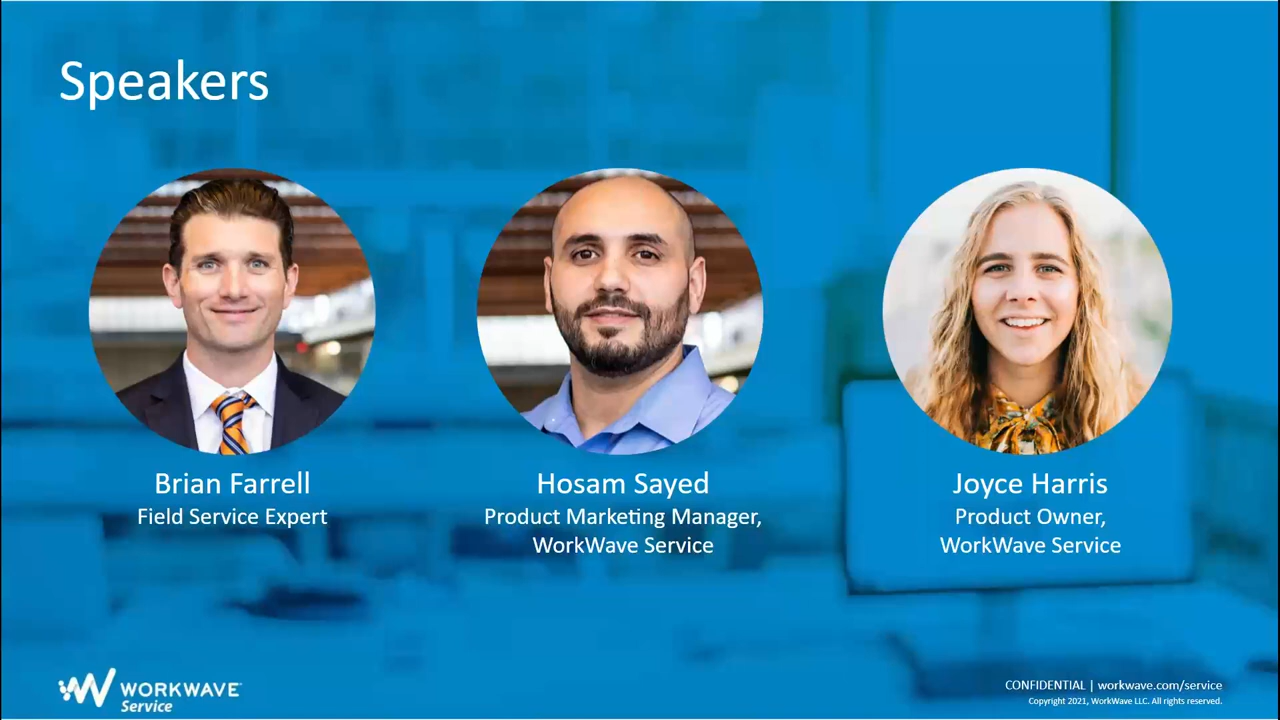 Speakers
Brian Farrell
Field Service Expert
Hosam Sayed
Product Marketing Manager,
WorkWave Service
Joyce Harris
Product Owner,
WorkWave Service
WORKWAVE
Service
CONFIDENTIAL | workwave.com/service
Copyright 2021, WorkWave LLC. All rights reserved.